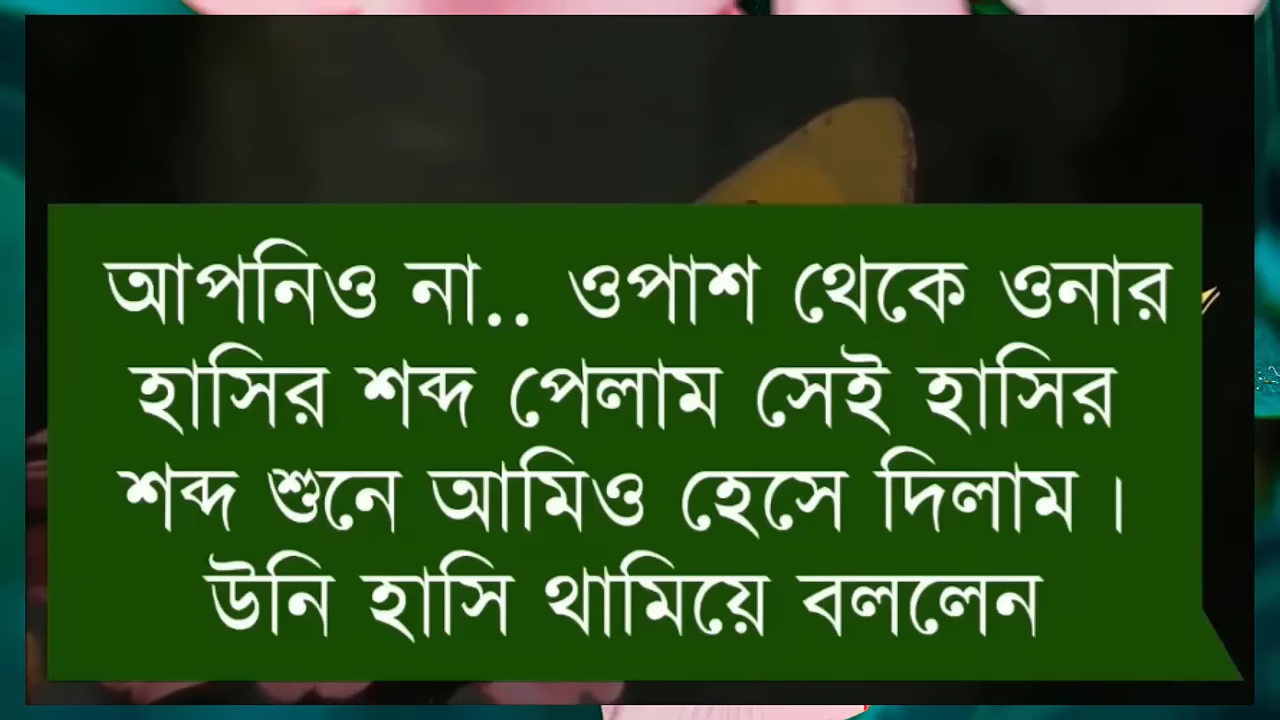 আপনিও না.. ওপাশ থেকে ওনার
হাসির শব্দ পেলাম সেই হাসির
শব্দ শুনে আমিও হেসে দিলাম।
উনি হাসি থামিয়ে বললেন